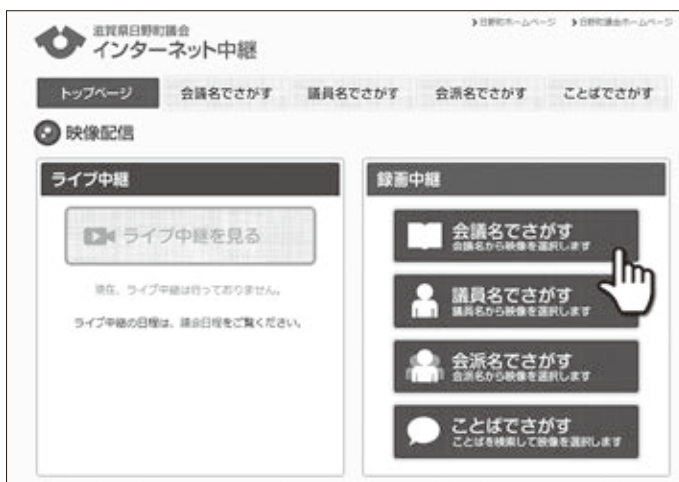 滋賀県日野町議会
インターネット中継
日野町ホームページ 日野町議会ホームページ
トップページ 会議名でさがす 議員名でさがす 会派名でさがす ことばでさがす
映像配信
ライブ中継
ライブ中継を見る
現在、ライブ中継は行っておりません。
ライブ中継の日程は、議会日程をご覧ください。
録画中継
会議名でさがす
会議名から映像を選択します
議員名でさがす
議員名から映像を選択します
会派名でさがす
会派名から映像を選択します
ことばでさがす
ことばを検索して映像を選択します